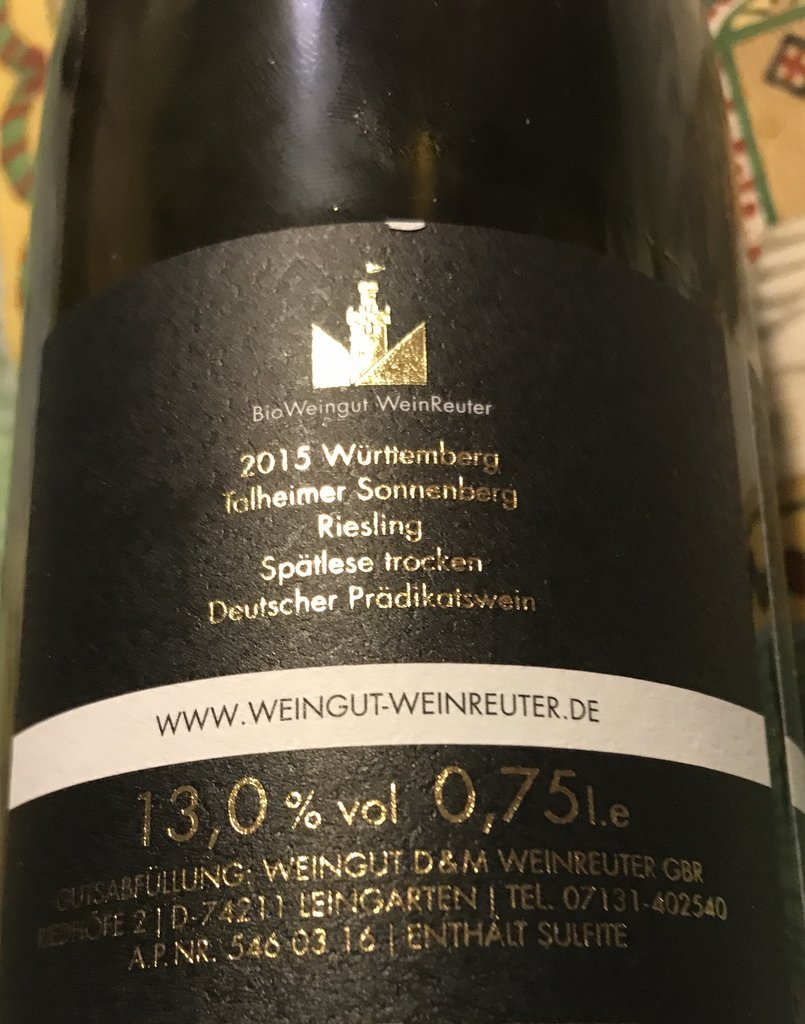 BioWeingut WeinReuter
2015 Württemberg
Talheimer Sonnenberg
Riesling
Spätlese trocken
Deutscher Prädikatswein
WWW.WEINGUT-WEINREUTER.DE
13,0 % vol 0,75 l.e
GUTSABFÜLLUNG: WEINGUT D&M WEINREUTER GBR
RIEDHÖFE 2 | D-74211 LEINGARTEN | TEL. 07131-402540
A.P.NR. 546 03 16 | ENTHÄLT SULFITE